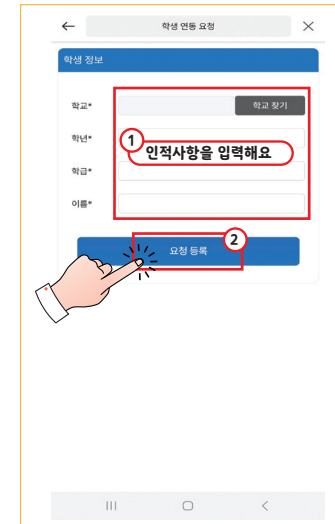 학생 연동 요청
학생 정보
학교*
학교 찾기
학년*
1
인적사항을 입력해요
학급*
이름*
2
요청 등록